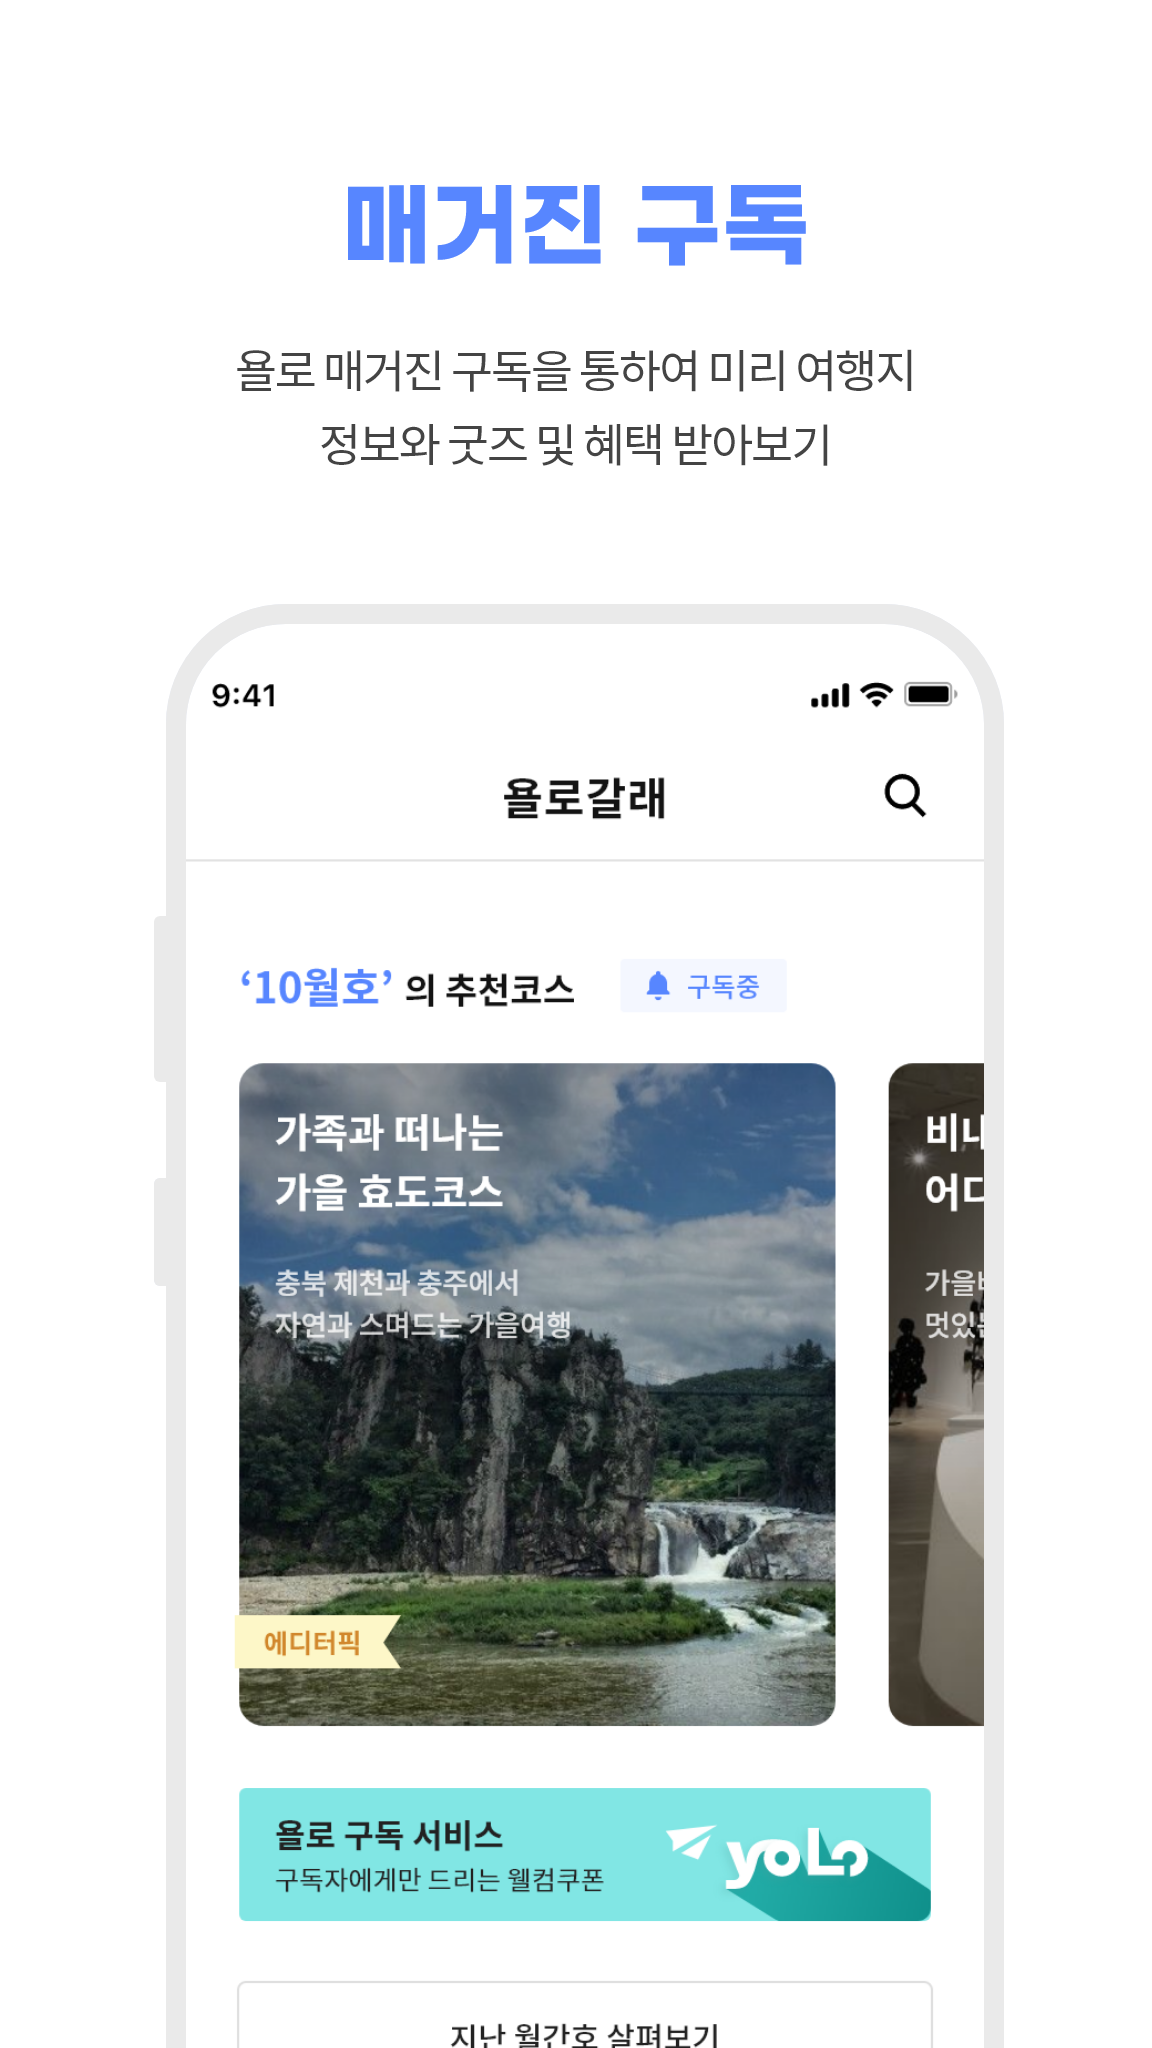 매거진 구독
욜로 매거진 구독을 통하여 미리 여행지
정보와 굿즈 및 혜택 받아보기
9:41
욜로갈래
‘10월호’ 의 추천코스
구독중
가족과 떠나는
가을 효도코스
충북 제천과 충주에서
자연과 스며드는 가을여행
어디
가을
멋있
에디터픽
욜로 구독 서비스
구독자에게만 드리는 웰컴쿠폰
yoLo
지난 월간호 살펴보기